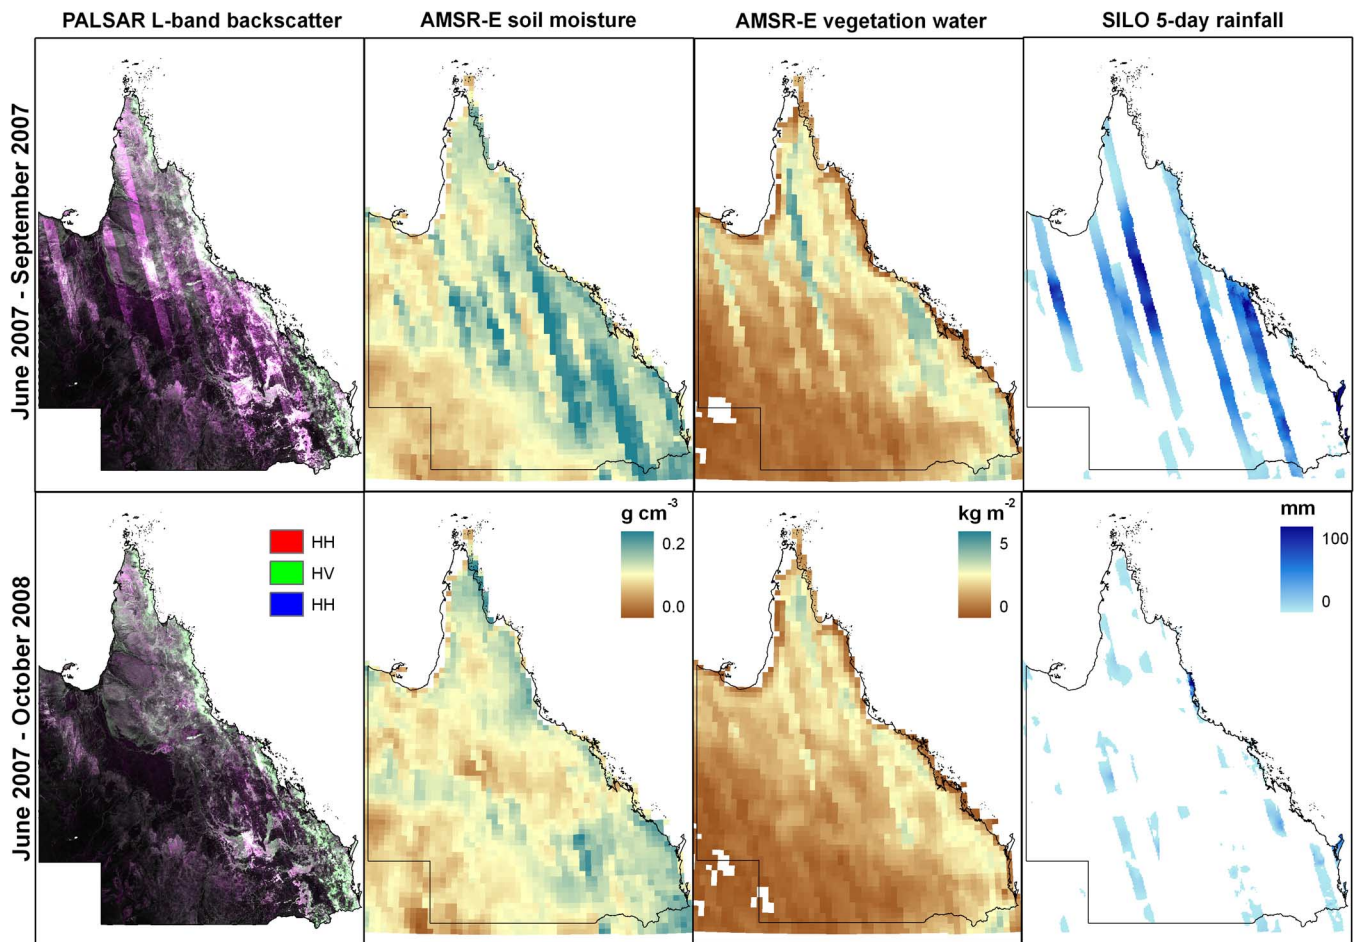 PALSAR L-band backscatter
AMSR-E soil moisture
AMSR-E vegetation water
SILO 5-day rainfall
June 2007 - September 2007
June 2007 - October 2008
HH
HV
HH
g cm-3
0.2
0.0
kg m-2
5
0
mm
100
0